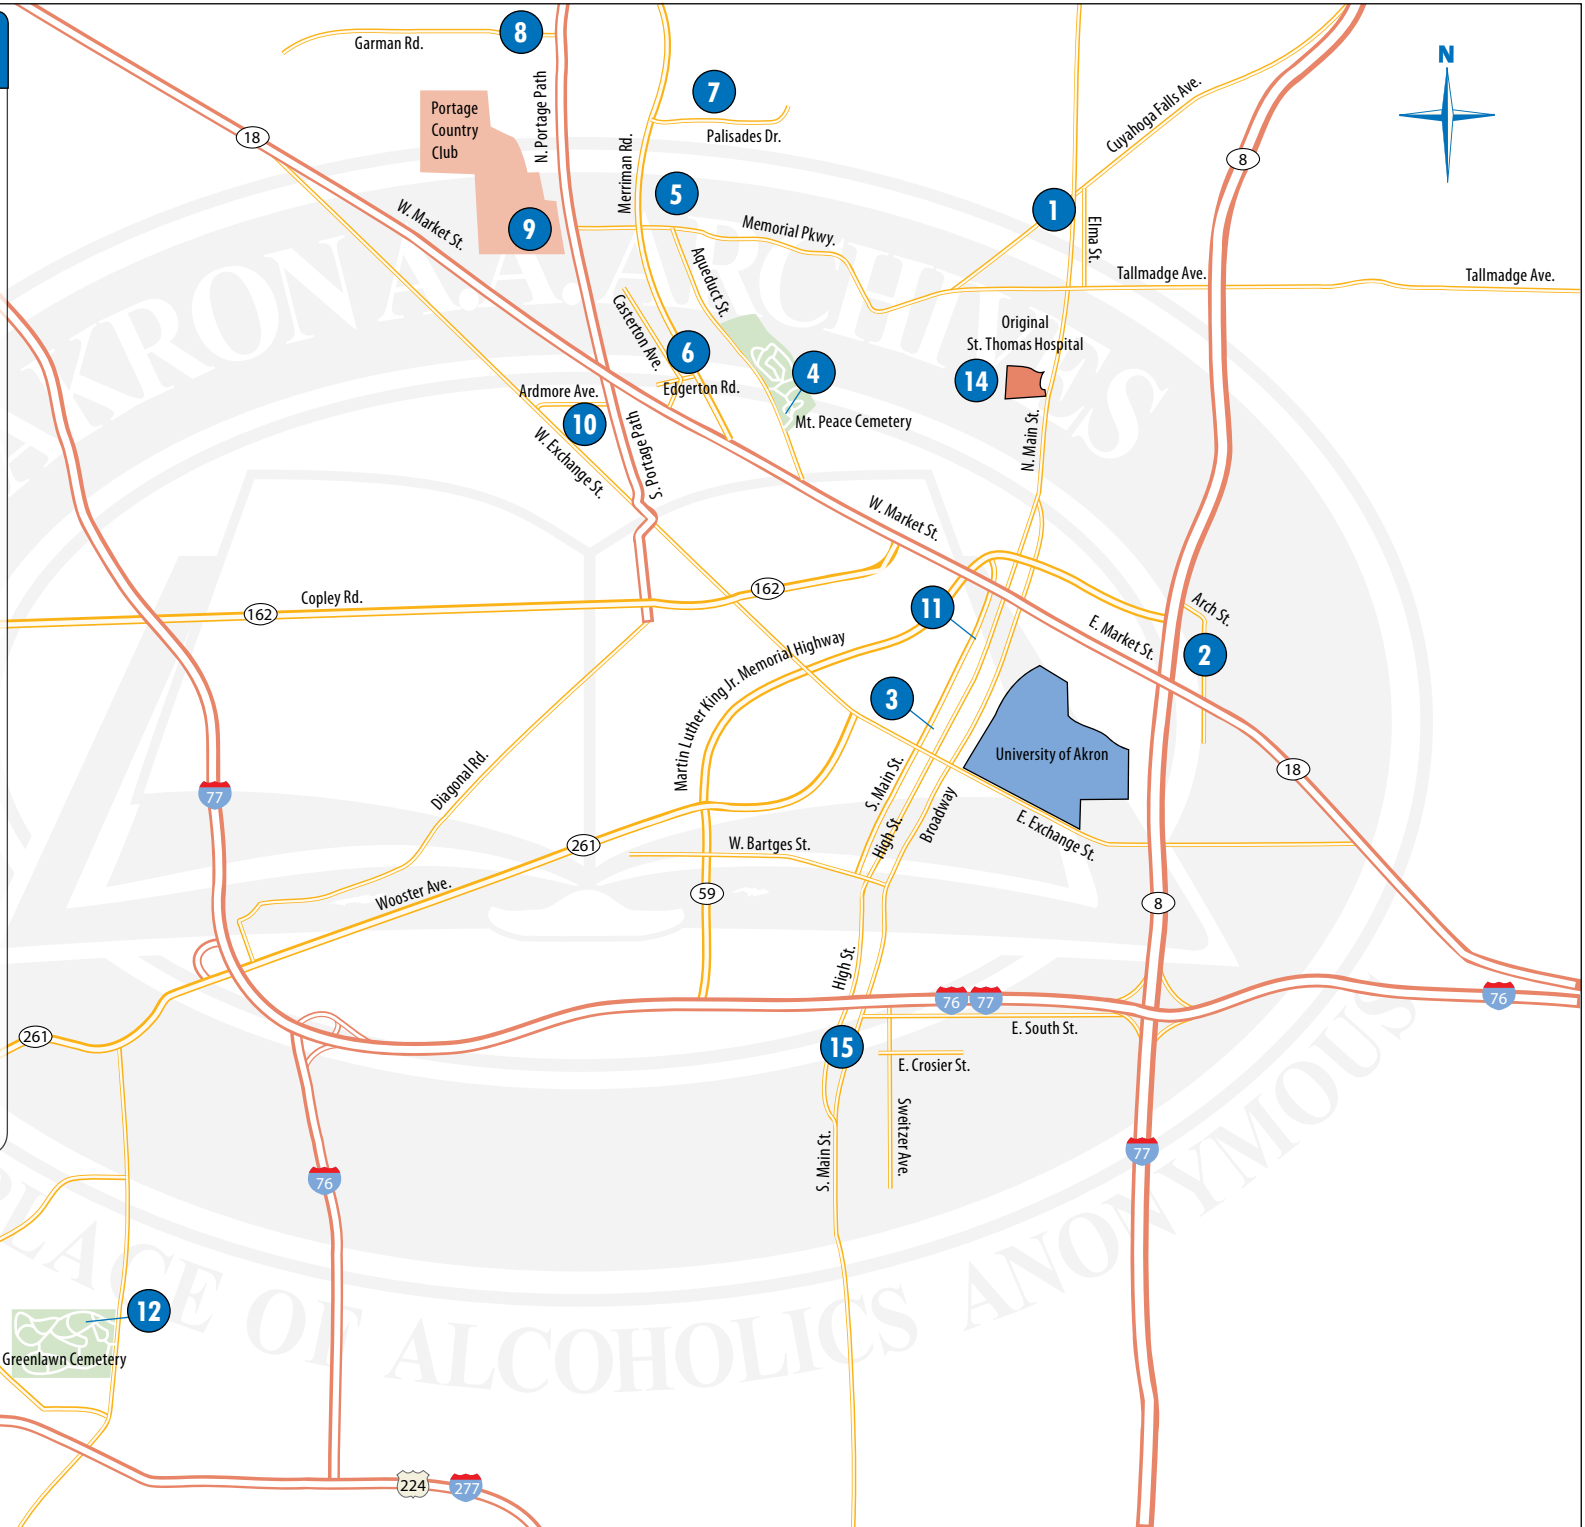 8
Garman Rd.
N
7
Portage
Country
Club
N. Portage Path
Palisades Dr.
Cuyahoga Falls Ave.
18
8
Merriman Rd.
5
1
W. Market St.
9
Memorial Pkwy.
Elma St.
Aqueduct St.
Tallmadge Ave.
Tallmadge Ave.
Casterton Ave.
Original
St. Thomas Hospital
6
4
14
Ardmore Ave.
Edgerton Rd.
10
Mt. Peace Cemetery
W. Exchange St.
S. Portage Path
N. Main St.
W. Market St.
162
Copley Rd.
162
11
Arch St.
E. Market St.
2
Martin Luther King Jr. Memorial Highway
3
University of Akron
18
Diagonal Rd.
77
S. Main St.
High St.
Broadway
E. Exchange St.
261
W. Bartges St.
Wooster Ave.
59
8
High St.
76
77
76
261
15
E. South St.
E. Crosier St.
Sweitzer Ave.
S. Main St.
77
76
12
Greenlawn Cemetery
224
277
AKRON A.A. ARCHIVES
PLACE OF ALCOHOLICS ANONYMOUS